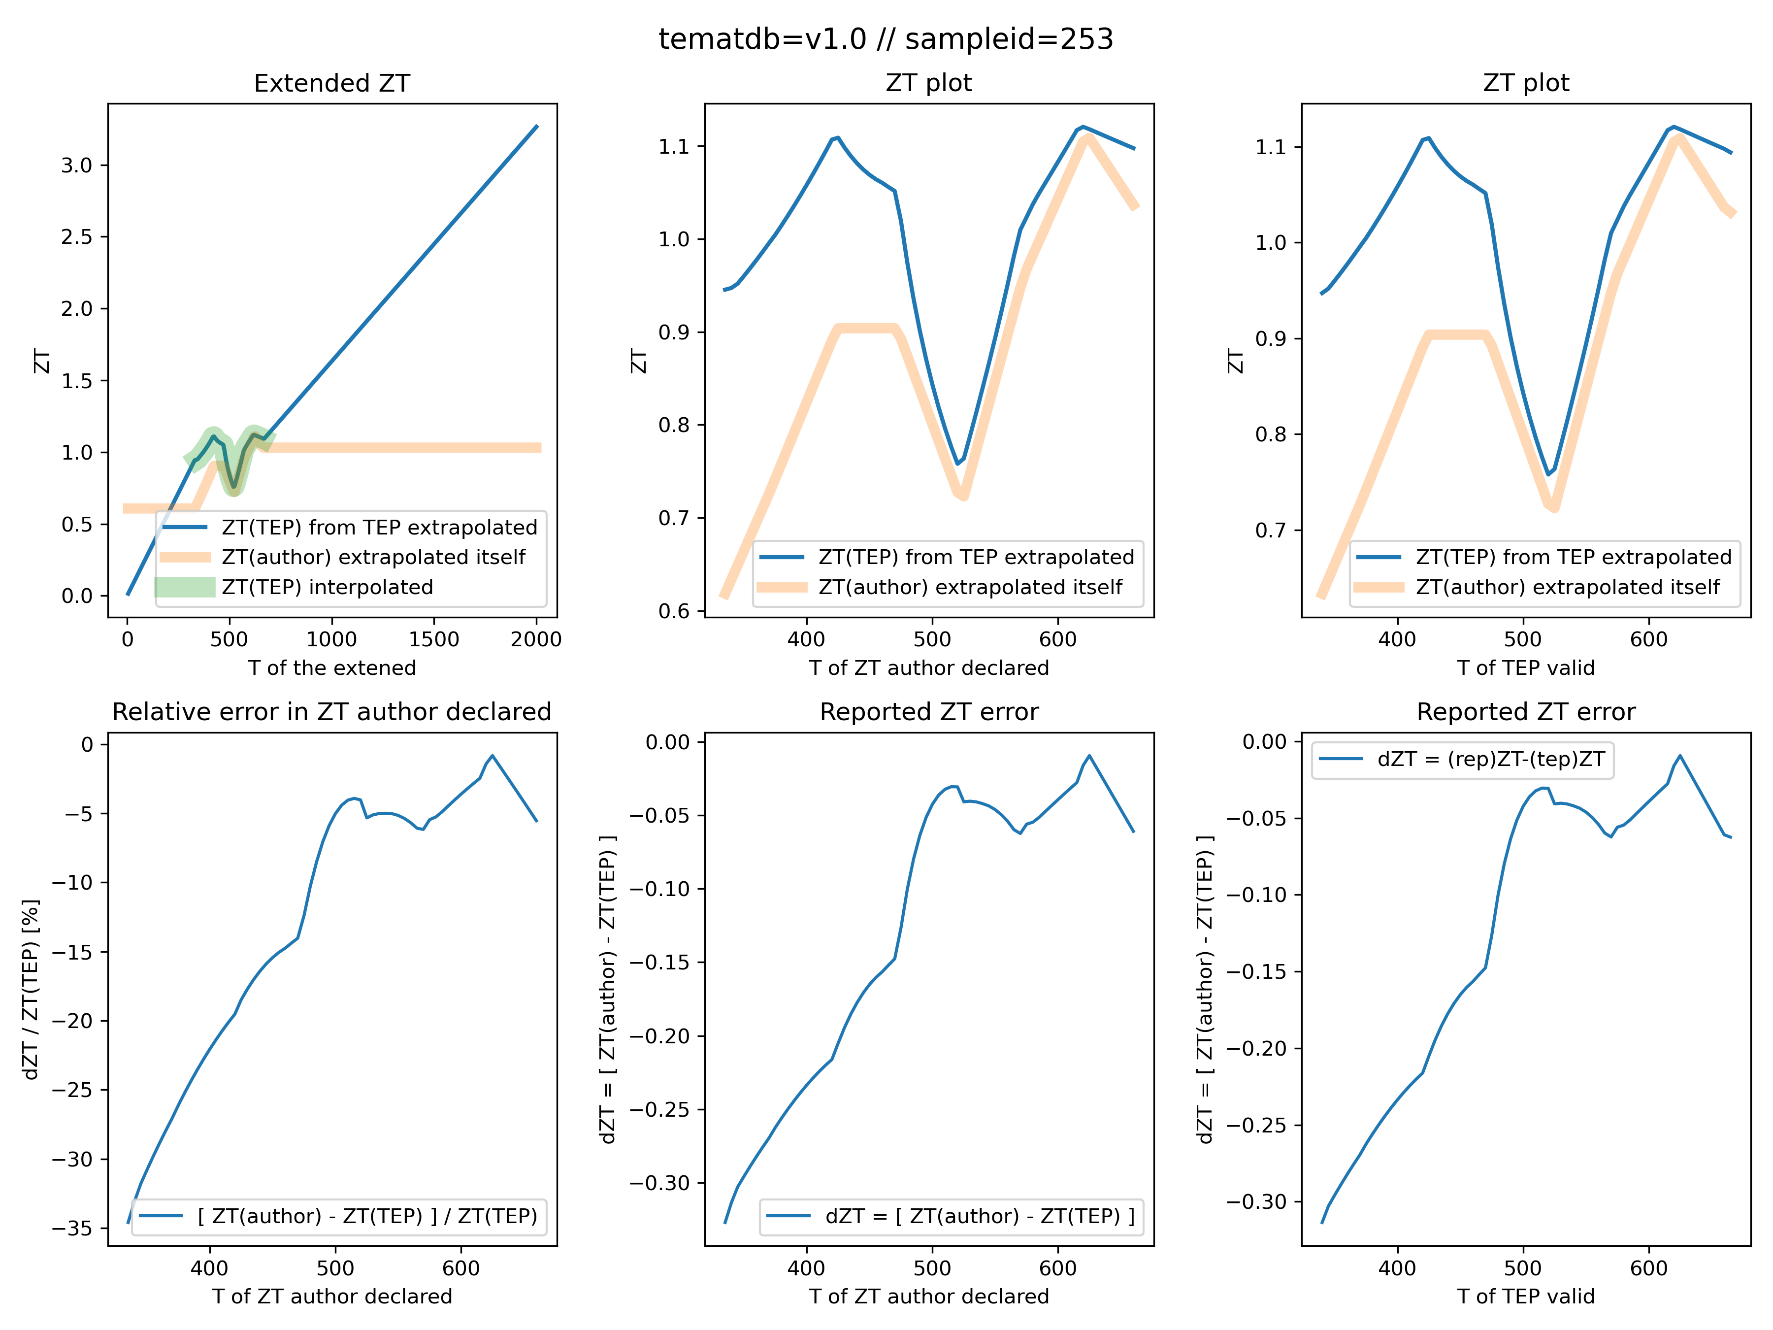 tematdb=v1.0 // sampleid=253
Extended ZT
ZT
3.0
2.5
2.0
1.5
1.0
0.5
0.0
0
500
1000
1500
2000
T of the extened
ZT(TEP) from TEP extrapolated
ZT(author) extrapolated itself
ZT(TEP) interpolated
ZT plot
ZT
1.1
1.0
0.9
0.8
0.7
0.6
400
500
600
T of ZT author declared
ZT(TEP) from TEP extrapolated
ZT(author) extrapolated itself
ZT plot
ZT
1.1
1.0
0.9
0.8
0.7
400
500
600
T of TEP valid
ZT(TEP) from TEP extrapolated
ZT(author) extrapolated itself
Relative error in ZT author declared
dZT / ZT(TEP) [%]
0
−5
−10
−15
−20
−25
−30
−35
400
500
600
T of ZT author declared
[ ZT(author) - ZT(TEP) ] / ZT(TEP)
Reported ZT error
dZT = [ ZT(author) - ZT(TEP) ]
0.00
−0.05
−0.10
−0.15
−0.20
−0.25
−0.30
400
500
600
T of ZT author declared
dZT = [ ZT(author) - ZT(TEP) ]
Reported ZT error
dZT = [ ZT(author) - ZT(TEP) ]
0.00
−0.05
−0.10
−0.15
−0.20
−0.25
−0.30
400
500
600
T of TEP valid
dZT = (rep)ZT-(tep)ZT